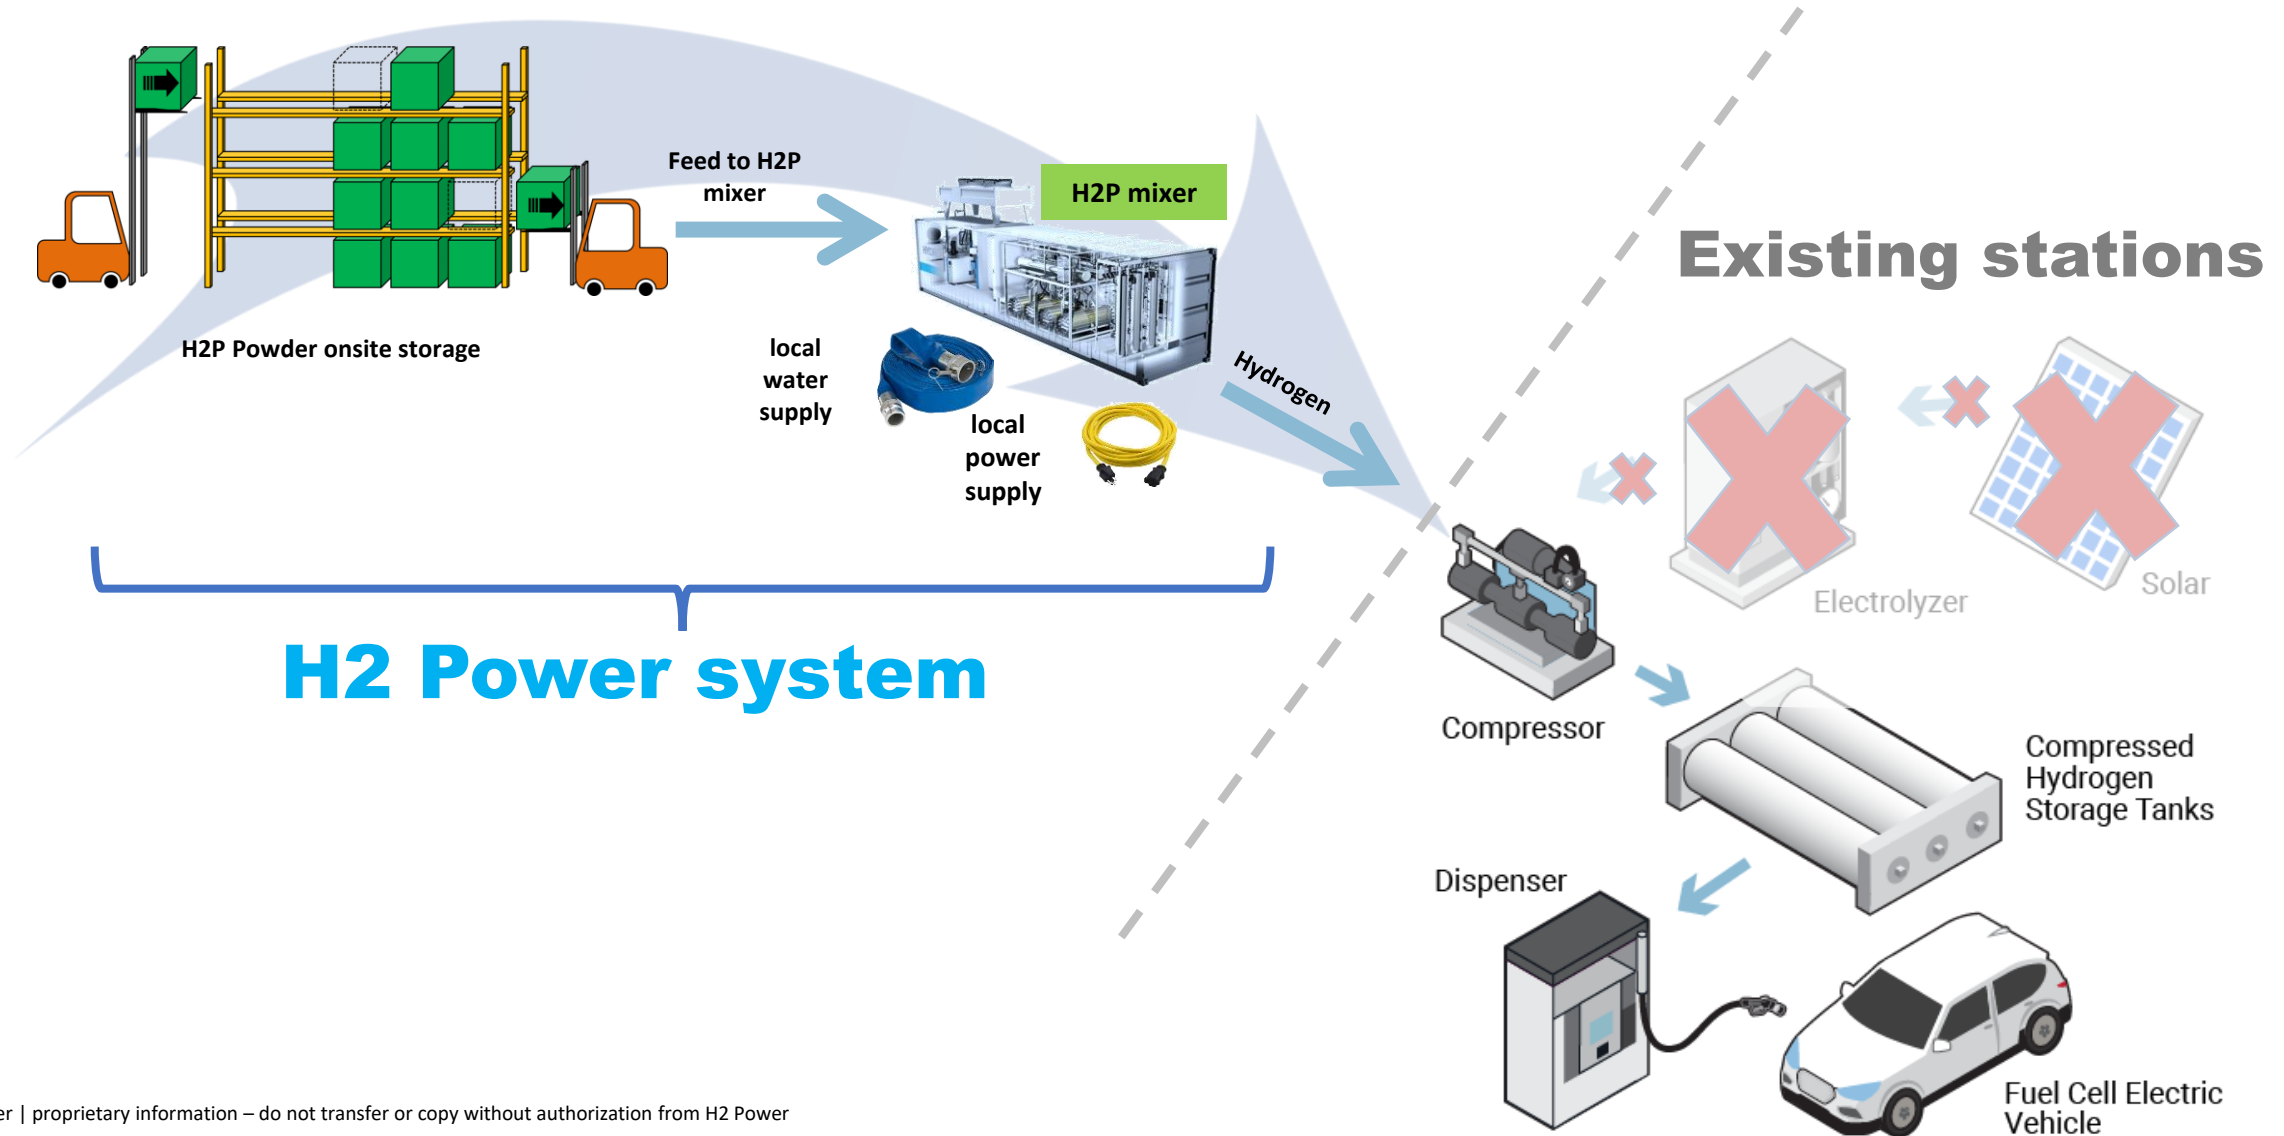 Feed to H2P
mixer
H2P mixer
H2P Powder onsite storage
local
water
supply
local
power
supply
Hydrogen
H2 Power system
Existing stations
Electrolyzer
Solar
Compressor
Compressed
Hydrogen
Storage Tanks
Dispenser
Fuel Cell Electric
Vehicle
| proprietary information – do not transfer or copy without authorization from H2 Power